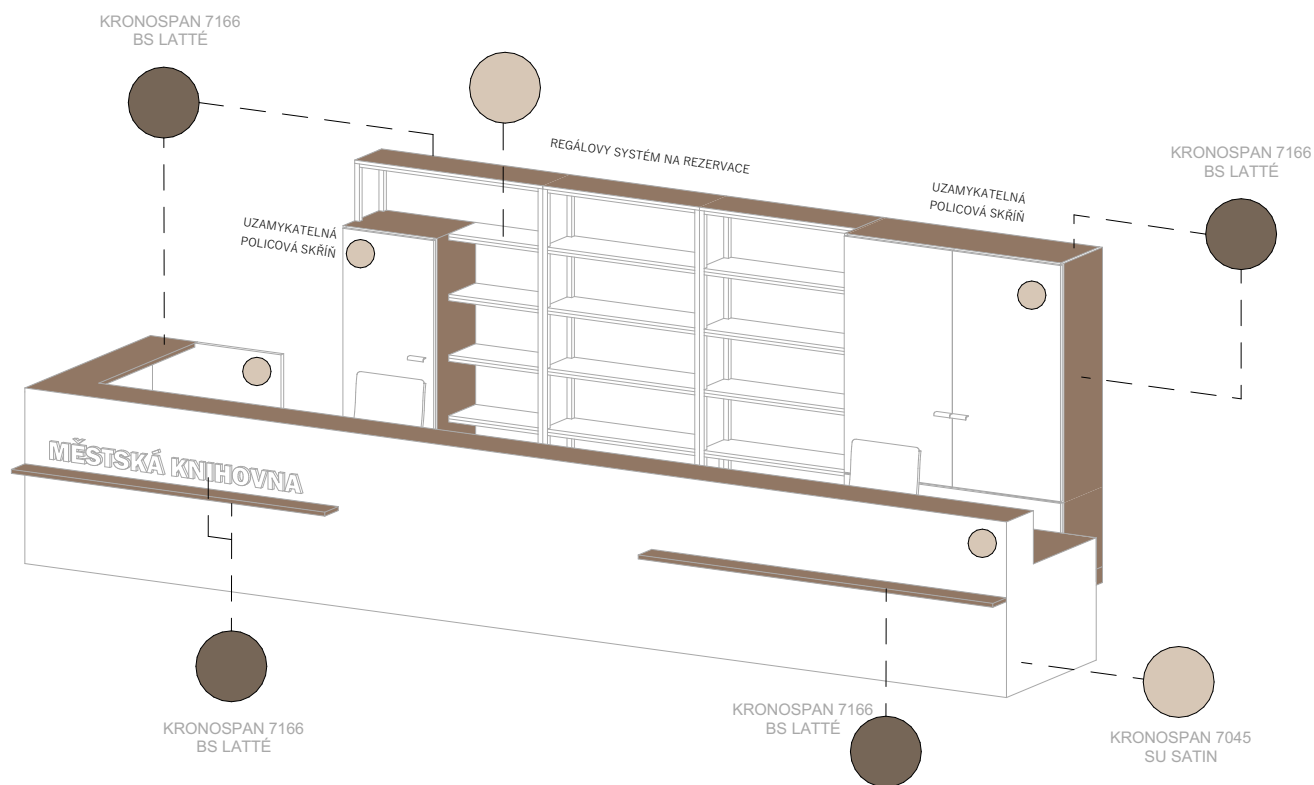 KRONOSPAN 7166
BS LATTÉ
REGÁLOVY SYSTÉM NA REZERVACE
KRONOSPAN 7166
BS LATTÉ
UZAMYKATELNÁ
POLICOVÁ SKŘÍŇ
UZAMYKATELNÁ
POLICOVÁ SKŘÍŇ
MĚSTSKÁ KNIHOVNA
KRONOSPAN 7166
BS LATTÉ
KRONOSPAN 7166
BS LATTÉ
KRONOSPAN 7045
SU SATIN